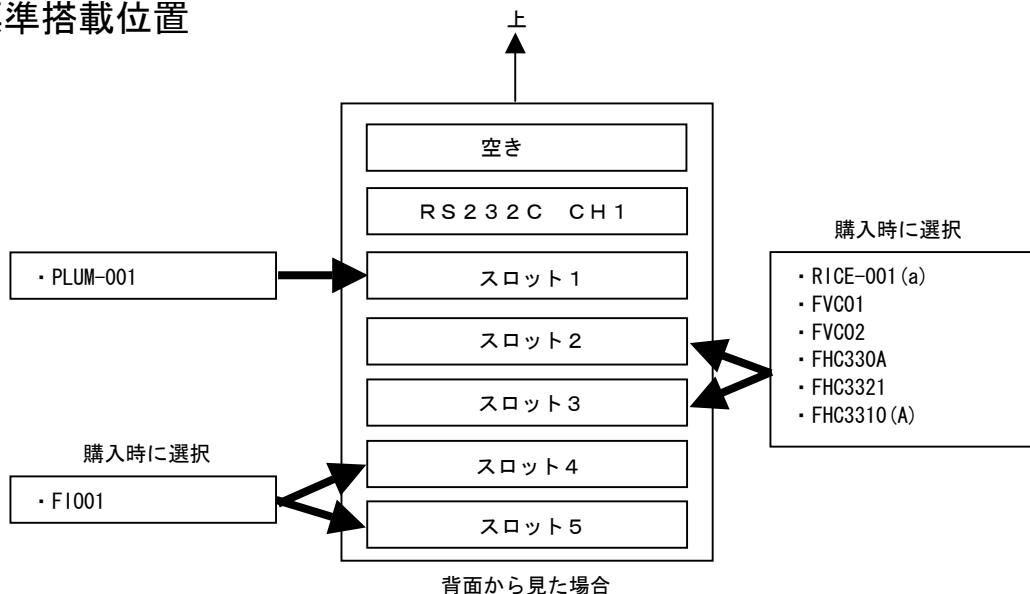 準搭載位置
上
空き
ＲＳ２３２Ｃ　ＣＨ１
購入時に選択
・PLUM-001
スロット１
・RICE-001(a)
・FVC01
・FVC02
・FHC330A
・FHC3321
・FHC3310(A)
スロット２
スロット３
購入時に選択
・FI001
スロット４
スロット５
背面から見た場合